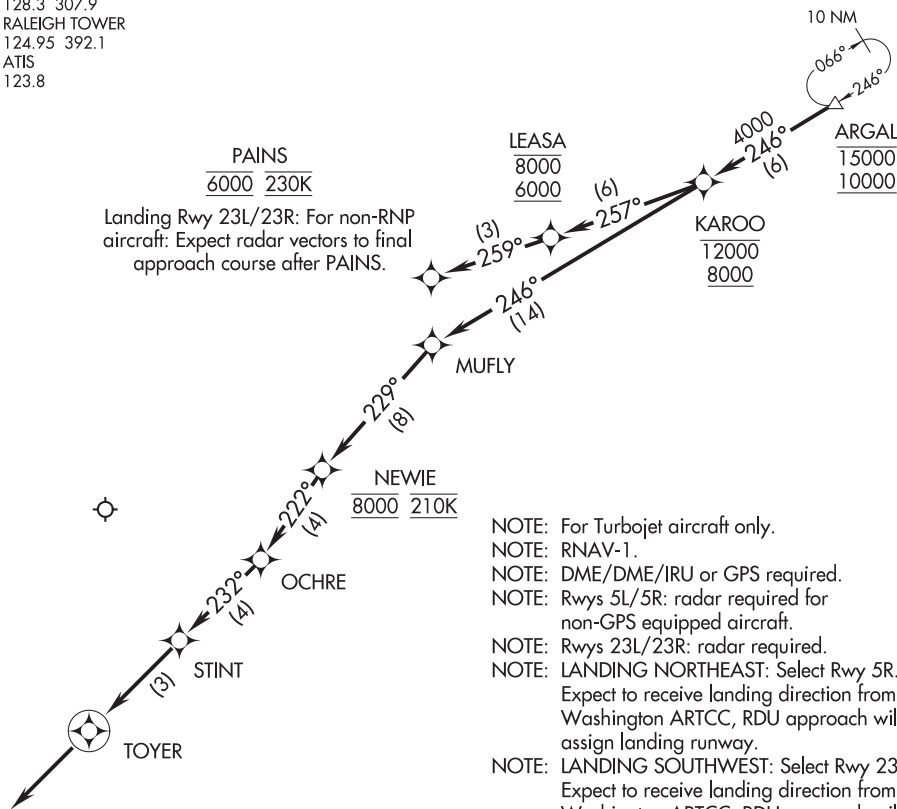 128.3 307.9
RALEIGH TOWER
124.95 392.1
ATIS
123.8
10 NM
066°
246°
ARGAL
15000
10000
4000
246°
(6)
KAROO
12000
8000
LEASA
8000
6000
(6)
257°
(3)
259°
PAINS
6000 230K
Landing Rwy 23L/23R: For non-RNP
aircraft: Expect radar vectors to final
approach course after PAINS.
246°
(14)
MUFLY
229°
(8)
NEWIE
8000 210K
222°
(4)
OCHRE
232°
(4)
STINT
(3)
TOYER
NOTE: For Turbojet aircraft only.
NOTE: RNAV-1.
NOTE: DME/DME/IRU or GPS required.
NOTE: Rwys 5L/5R: radar required for
non-GPS equipped aircraft.
NOTE: Rwys 23L/23R: radar required.
NOTE: LANDING NORTHEAST: Select Rwy 5R.
Expect to receive landing direction from
Washington ARTCC, RDU approach wil
assign landing runway.
NOTE: LANDING SOUTHWEST: Select Rwy 23
Expect to receive landing direction from